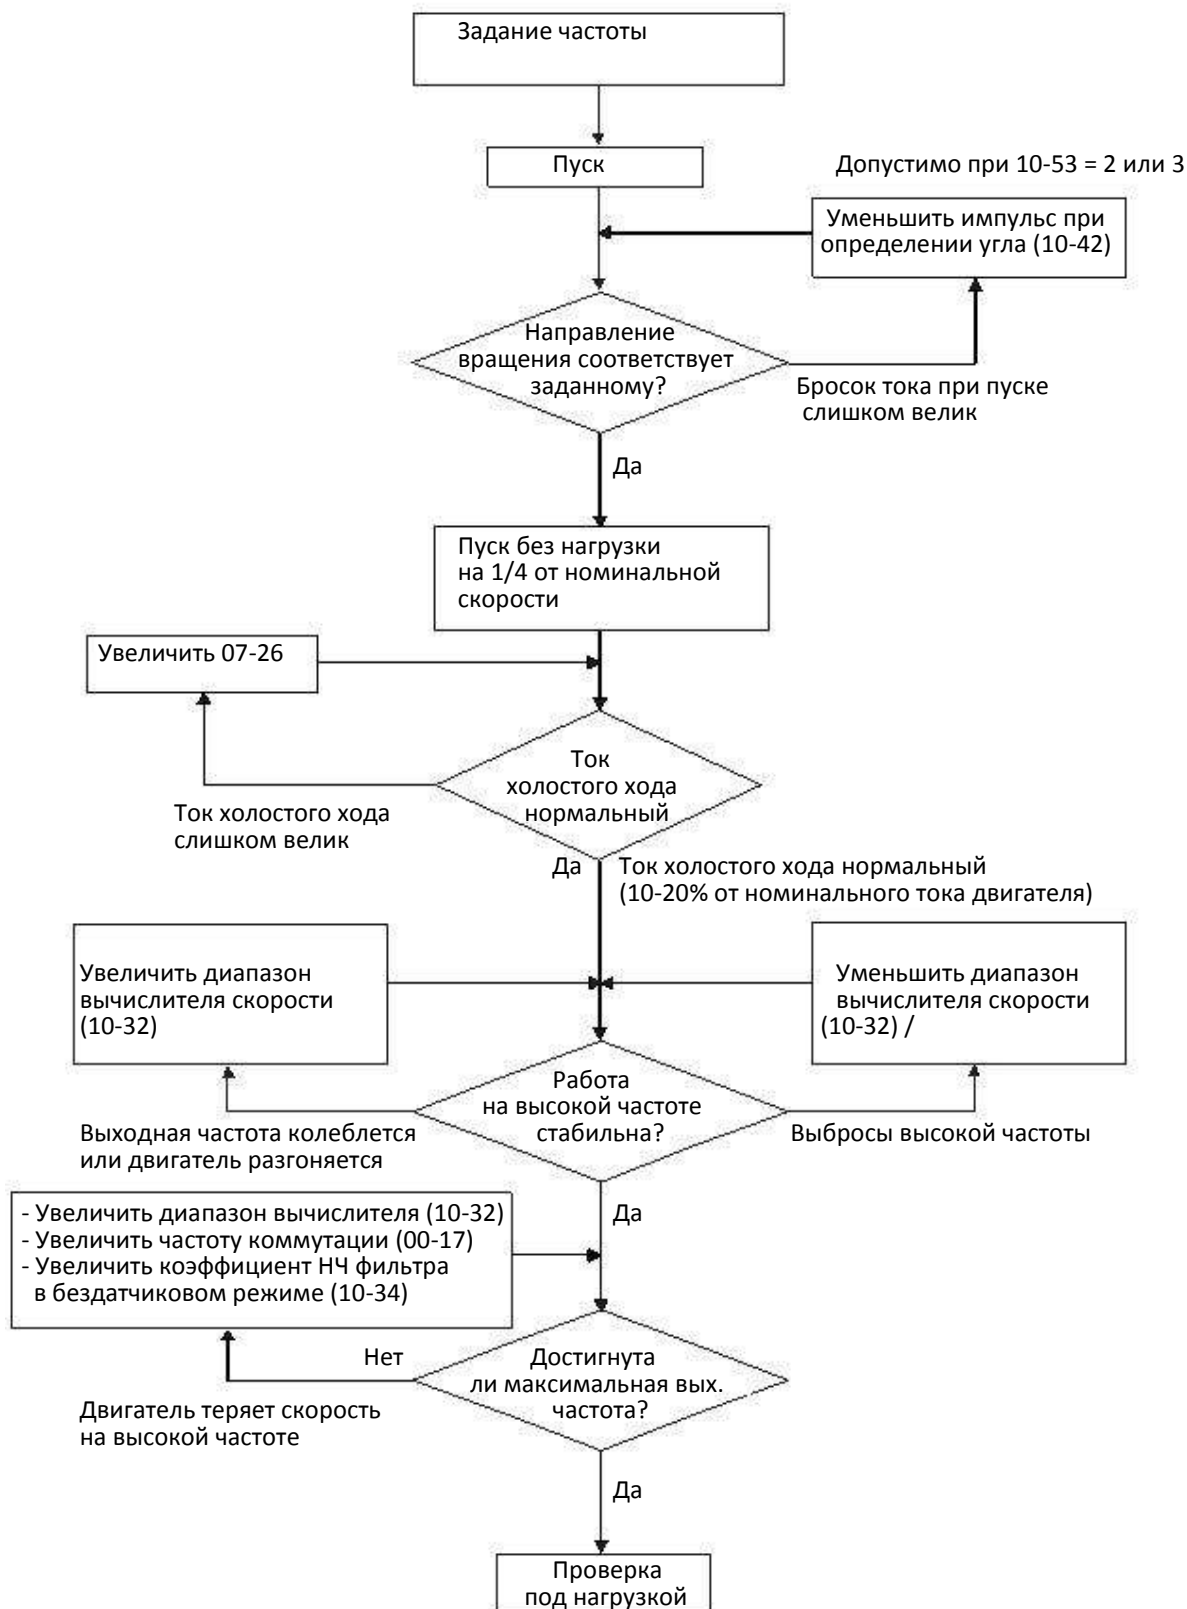 Задание частоты
Пуск
Допустимо при 10-53 = 2 или 3
Уменьшить импульс при
определении угла (10-42)
Направление
вращения соответствует
заданному?
Бросок тока при пуске
слишком велик
Да
Пуск без нагрузки
на 1/4 от номинальной
скорости
Увеличить 07-26
Ток
холостого хода
нормальный
Ток холостого хода
слишком велик
Да
Ток холостого хода нормальный
(10-20% от номинального тока двигателя)
Увеличить диапазон
вычислителя скорости
(10-32)
Уменьшить диапазон
вычислителя скорости
(10-32) /
Работа
на высокой частоте
стабильна?
Выходная частота колеблется
или двигатель разгоняется
Выбросы высокой частоты
Да
- Увеличить диапазон вычислителя (10-32)
- Увеличить частоту коммутации (00-17)
- Увеличить коэффициент НЧ фильтра
в бездатчиковом режиме (10-34)
Нет
Достигнута
ли максимальная вых.
частота?
Двигатель теряет скорость
на высокой частоте
Да
Проверка
под нагрузкой